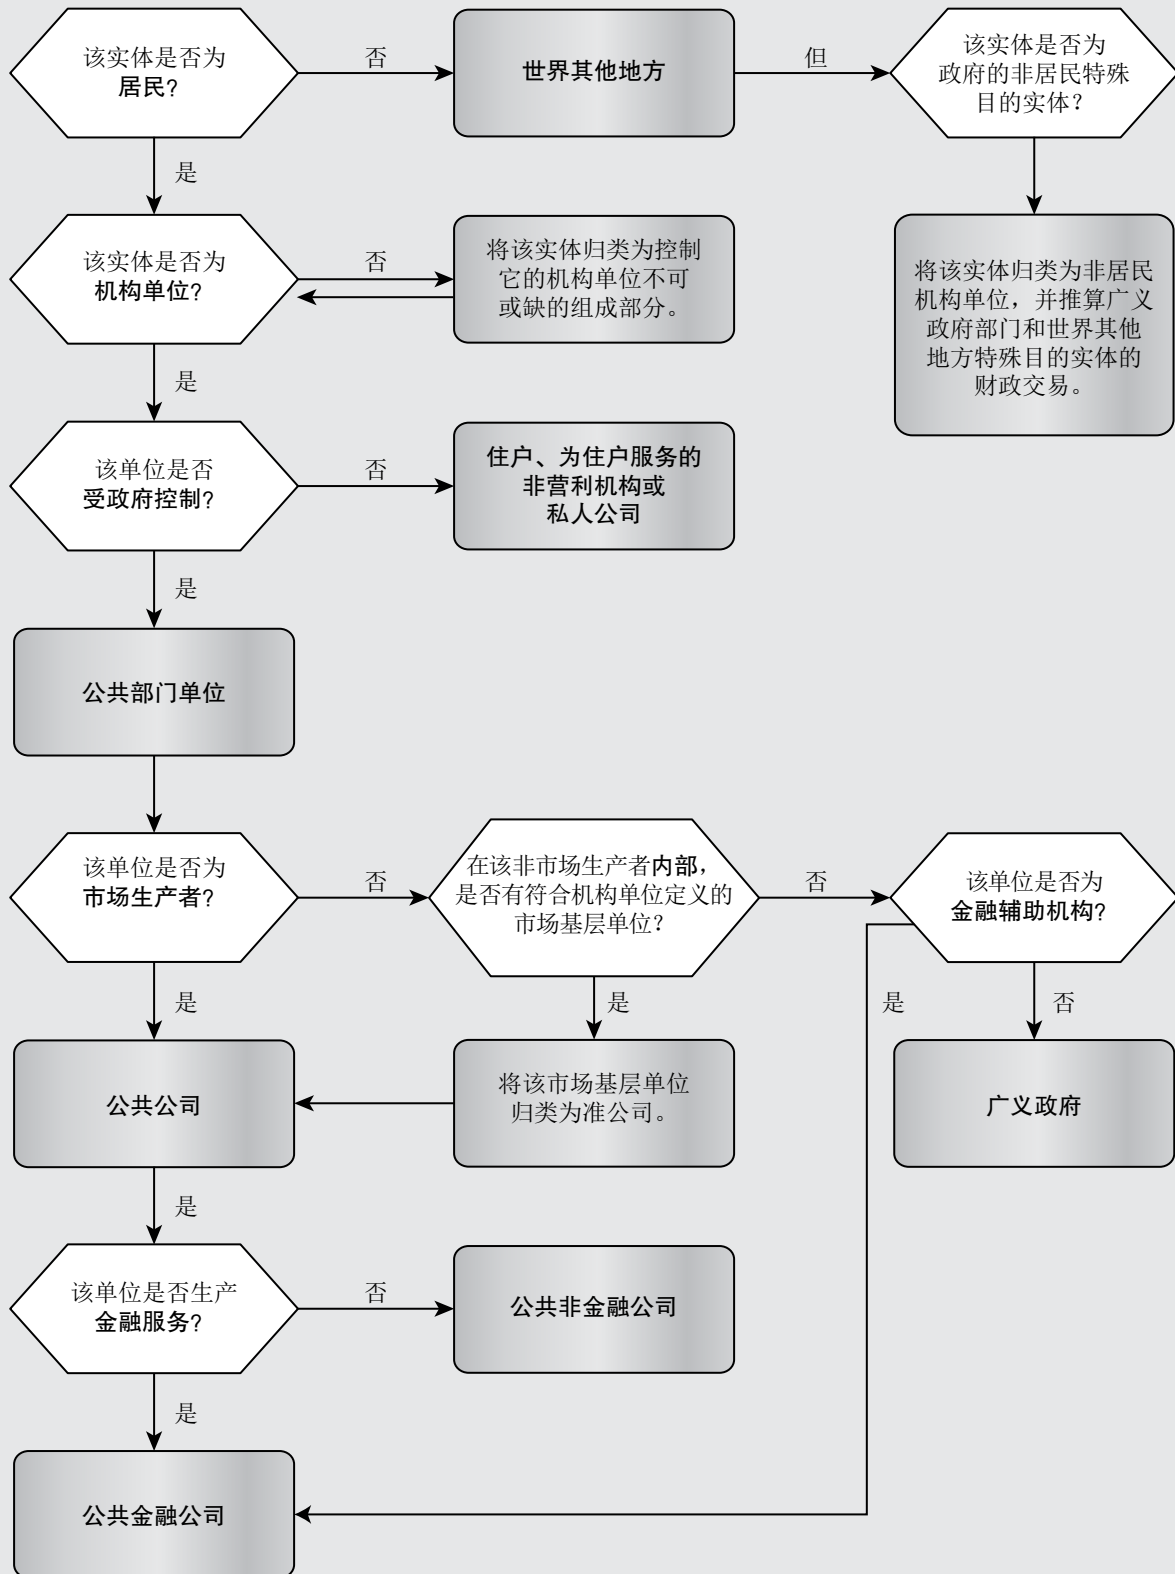 该实体是否为
居民?
否
世界其他地方
但
该实体是否为
政府的非居民特殊
目的实体？
是
该实体是否为
机构单位?
否
将该实体归类为控制
它的机构单位不可
或缺的组成部分。
将该实体归类为非居民
机构单位，并推算广义
政府部门和世界其他
地方特殊目的实体的
财政交易。
是
该单位是否
受政府控制?
否
住户、为住户服务的
非营利机构或
私人公司
是
公共部门单位
该单位是否为
市场生产者?
否
在该非市场生产者内部，
是否有符合机构单位定义的
市场基层单位？
否
该单位是否为
金融辅助机构?
是
是
是
否
公共公司
将该市场基层单位
归类为准公司。
广义政府
是
该单位是否生产
金融服务?
否
公共非金融公司
是
公共金融公司